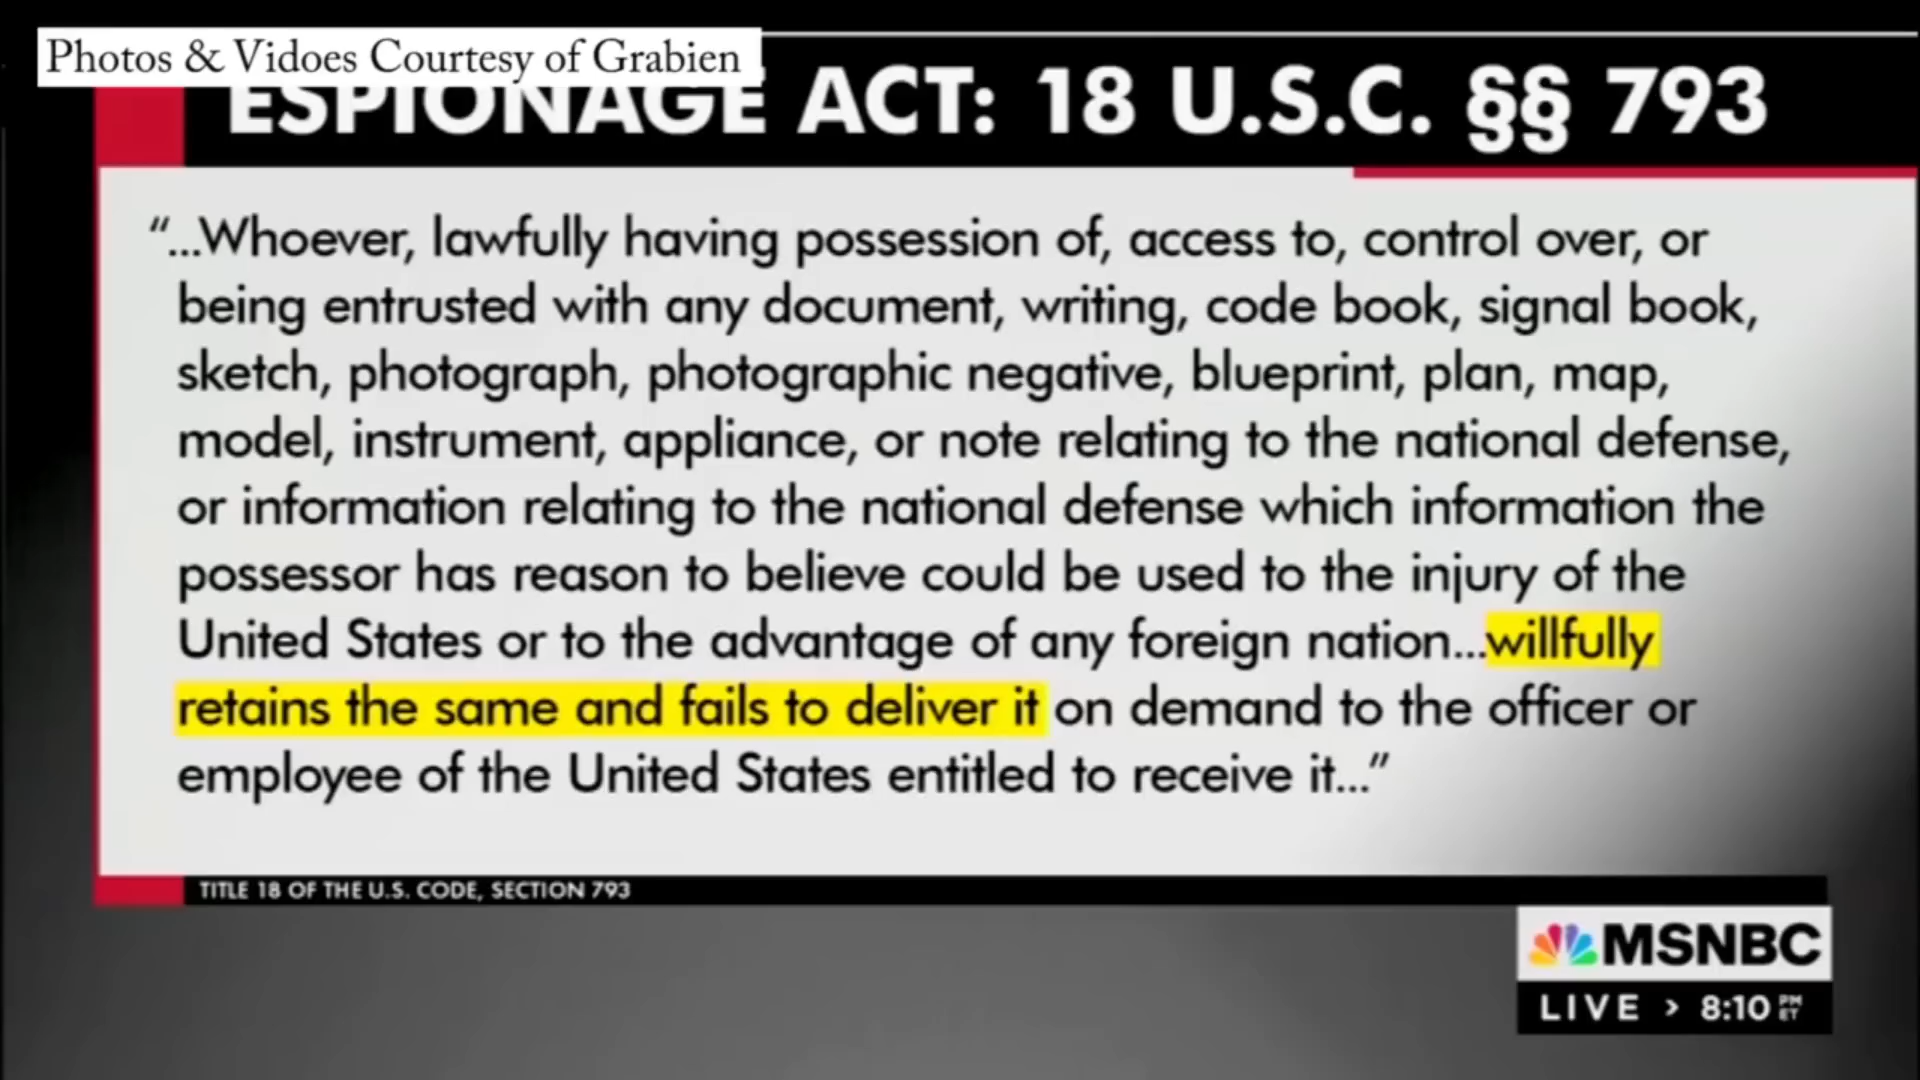 Photos & Vidoes Courtesy of Grabien
ESPIONAGE ACT: 18 U.S.C. §§ 793
“...Whoever, lawfully having possession of, access to, control over, or
being entrusted with any document, writing, code book, signal book,
sketch, photograph, photographic negative, blueprint, plan, map,
model, instrument, appliance, or note relating to the national defense,
or information relating to the national defense which information the
possessor has reason to believe could be used to the injury of the
United States or to the advantage of any foreign nation...willfully
retains the same and fails to deliver it on demand to the officer or
employee of the United States entitled to receive it...”
TITLE 18 OF THE U.S. CODE, SECTION 793
MSNBC
LIVE > 8:10 PM ET